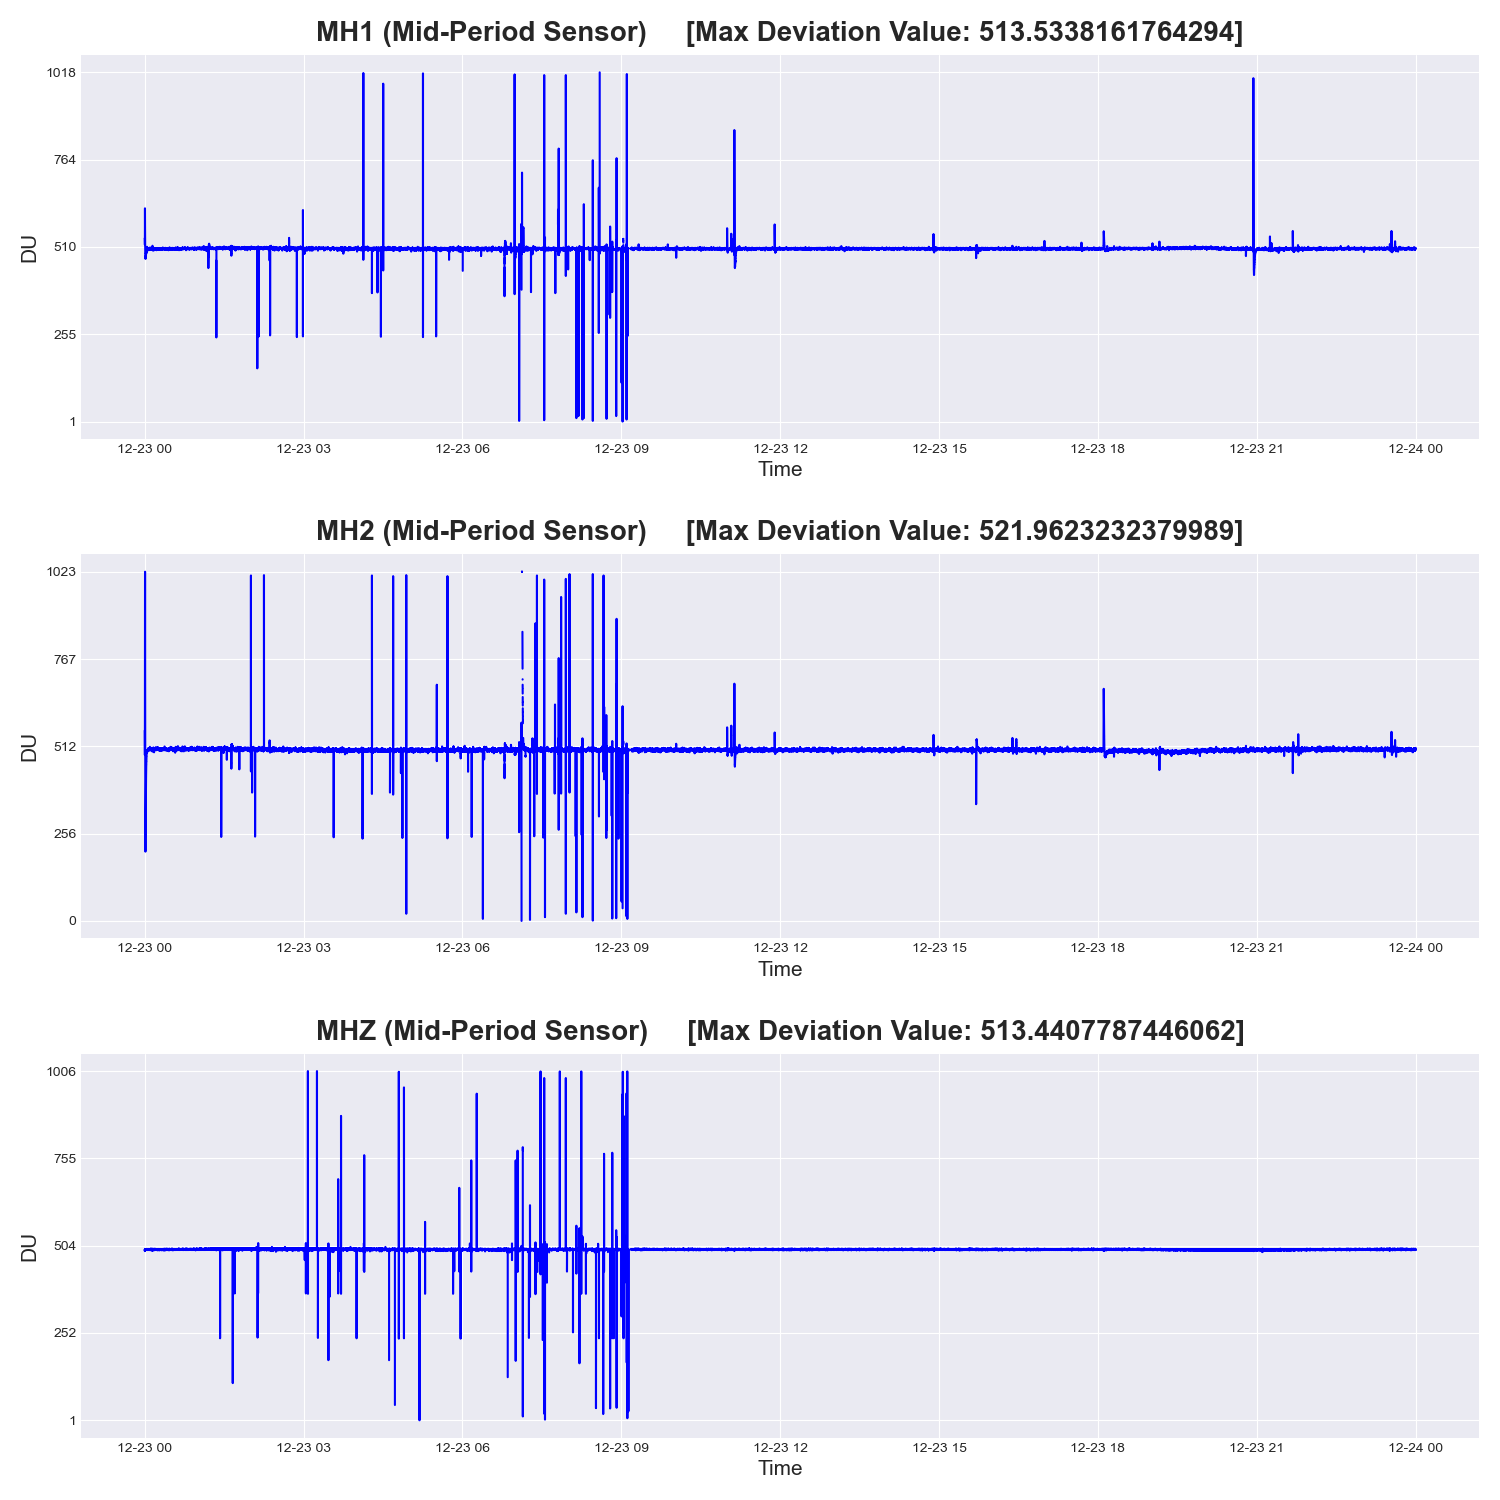 MH1 (Mid-Period Sensor) [Max Deviation Value: 513.5338161764294]
1018
764
510
255
1
DU
12-23 00 12-23 03 12-23 06 12-23 09 12-23 12 12-23 15 12-23 18 12-23 21 12-24 00
Time
MH2 (Mid-Period Sensor) [Max Deviation Value: 521.9623232379989]
1023
767
512
256
0
DU
12-23 00 12-23 03 12-23 06 12-23 09 12-23 12 12-23 15 12-23 18 12-23 21 12-24 00
Time
MHZ (Mid-Period Sensor) [Max Deviation Value: 513.4407787446062]
1006
755
504
252
1
DU
12-23 00 12-23 03 12-23 06 12-23 09 12-23 12 12-23 15 12-23 18 12-23 21 12-24 00
Time